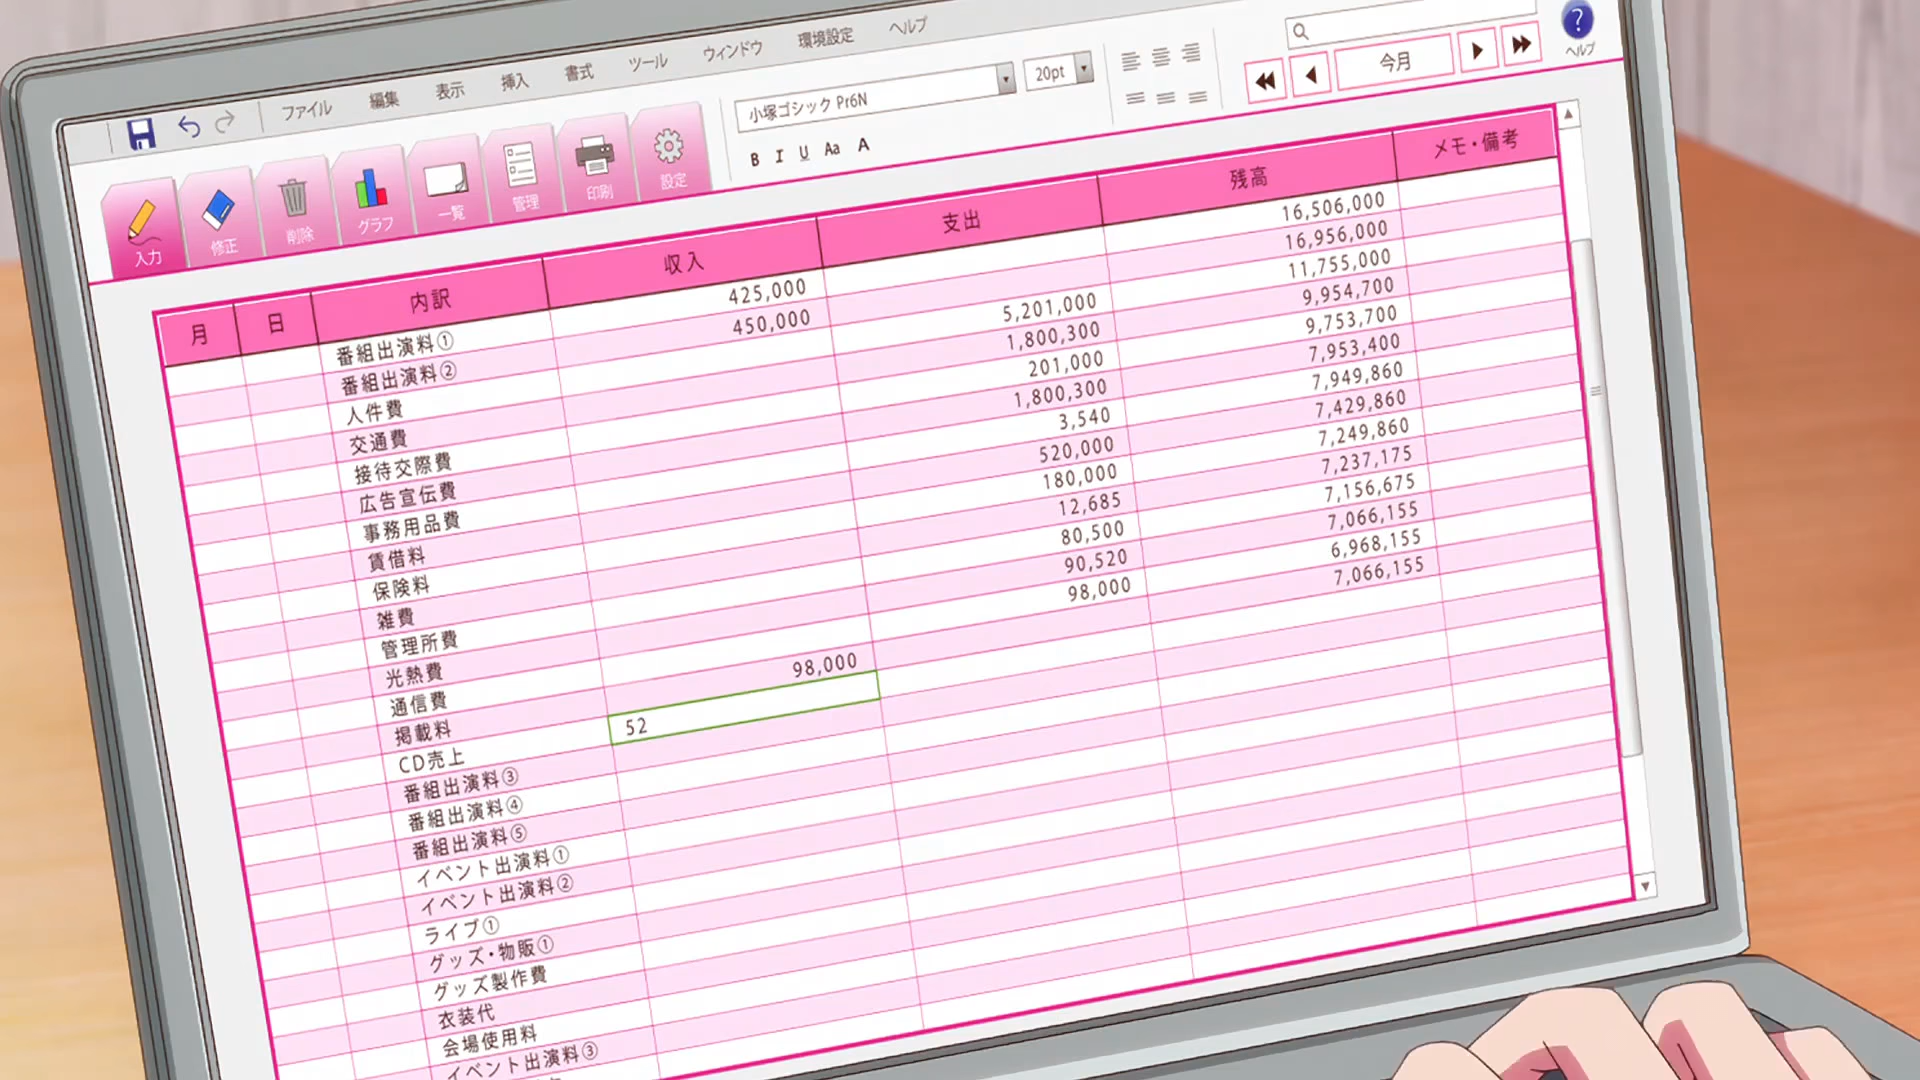 ファイル 編集 表示 挿入 書式 ツール ウィンドウ 環境設定 ヘルプ
ヘルプ
小塚ゴシック Pr6N 20pt 今月
B I U Aa A
入力 修正 削除 グラフ 一覧 管理 印刷 設定
月 日 内訳 収入 支出 残高 メモ・備考
番組出演料① 425,000 16,506,000
番組出演料② 450,000 16,956,000
人件費 5,201,000 11,755,000
交通費 1,800,300 9,954,700
接待交際費 201,000 9,753,700
広告宣伝費 1,800,300 7,953,400
事務用品費 3,540 7,949,860
賃借料 520,000 7,429,860
保険料 180,000 7,249,860
雑費 12,685 7,237,175
管理所費 80,500 7,156,675
光熱費 90,520 7,066,155
通信費 98,000 6,968,155
掲載料 98,000 7,066,155
CD売上 52
番組出演料③
番組出演料④
番組出演料⑤
イベント出演料①
イベント出演料②
ライブ①
グッズ・物販①
グッズ製作費
衣装代
会場使用料
イベント出演料③